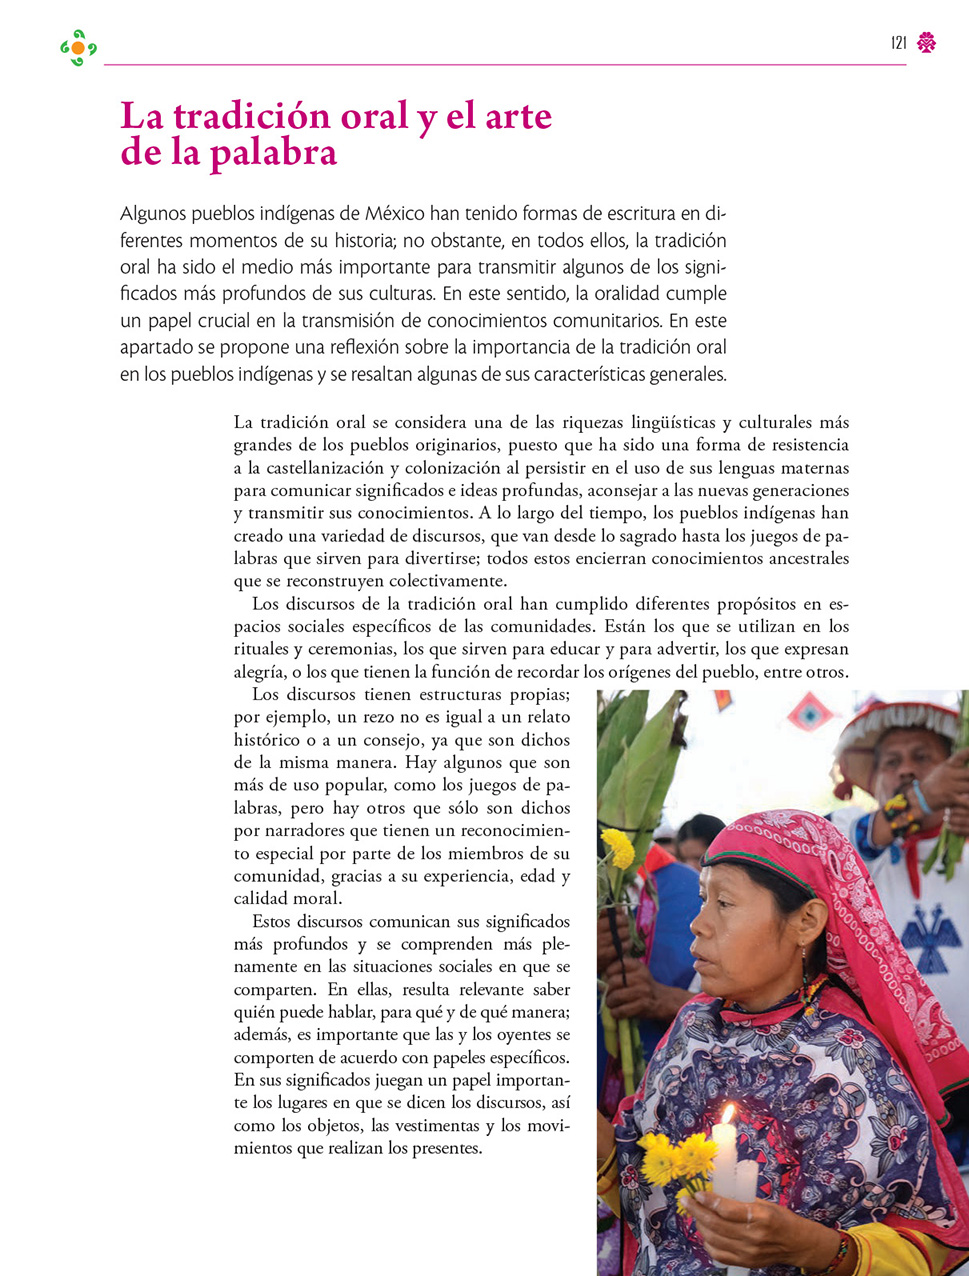 121
La tradición oral y el arte
de la palabra
Algunos pueblos indígenas de México han tenido formas de escritura en di-
ferentes momentos de su historia; no obstante, en todos ellos, la tradición
oral ha sido el medio más importante para transmitir algunos de los signi-
ficados más profundos de sus culturas. En este sentido, la oralidad cumple
un papel crucial en la transmisión de conocimientos comunitarios. En este
apartado se propone una reflexión sobre la importancia de la tradición oral
en los pueblos indígenas y se resaltan algunas de sus características generales.
La tradición oral se considera una de las riquezas lingüísticas y culturales más
grandes de los pueblos originarios, puesto que ha sido una forma de resistencia
a la castellanización y colonización al persistir en el uso de sus lenguas maternas
para comunicar significados e ideas profundas, aconsejar a las nuevas generaciones
y transmitir sus conocimientos. A lo largo del tiempo, los pueblos indígenas han
creado una variedad de discursos, que van desde lo sagrado hasta los juegos de pa-
labras que sirven para divertirse; todos estos encierran conocimientos ancestrales
que se reconstruyen colectivamente.
Los discursos de la tradición oral han cumplido diferentes propósitos en es-
pacios sociales específicos de las comunidades. Están los que se utilizan en los
rituales y ceremonias, los que sirven para educar y para advertir, los que expresan
alegría, o los que tienen la función de recordar los orígenes del pueblo, entre otros.
Los discursos tienen estructuras propias;
por ejemplo, un rezo no es igual a un relato
histórico o a un consejo, ya que son dichos
de la misma manera. Hay algunos que son
más de uso popular, como los juegos de pa-
labras, pero hay otros que sólo son dichos
por narradores que tienen un reconocimien-
to especial por parte de los miembros de su
comunidad, gracias a su experiencia, edad y
calidad moral.
Estos discursos comunican sus significados
más profundos y se comprenden más ple-
namente en las situaciones sociales en que se
comparten. En ellas, resulta relevante saber
quién puede hablar, para qué y de qué manera;
además, es importante que las y los oyentes se
comporten de acuerdo con papeles específicos.
En sus significados juegan un papel importan-
te los lugares en que se dicen los discursos, así
como los objetos, las vestimentas y los movi-
mientos que realizan los presentes.